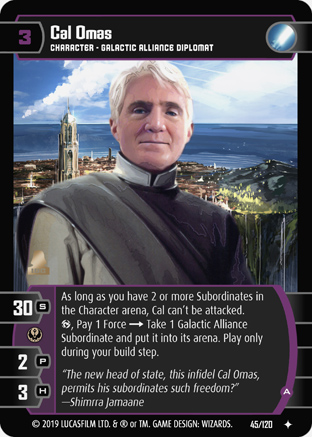 3
Cal Omas
CHARACTER - GALACTIC ALLIANCE DIPLOMAT
30 S
2 P
3 H
As long as you have 2 or more Subordinates in
the Character arena, Cal can't be attacked.
, Pay 1 Force → Take 1 Galactic Alliance
Subordinate and put it into its arena. Play only
during your build step.
"The new head of state, this infidel Cal Omas,
permits his subordinates such freedom?"
—Shimrra Jamaane
A
© 2019 LUCASFILM LTD. & ® or TM. GAME DESIGN: WIZARDS.
45/120